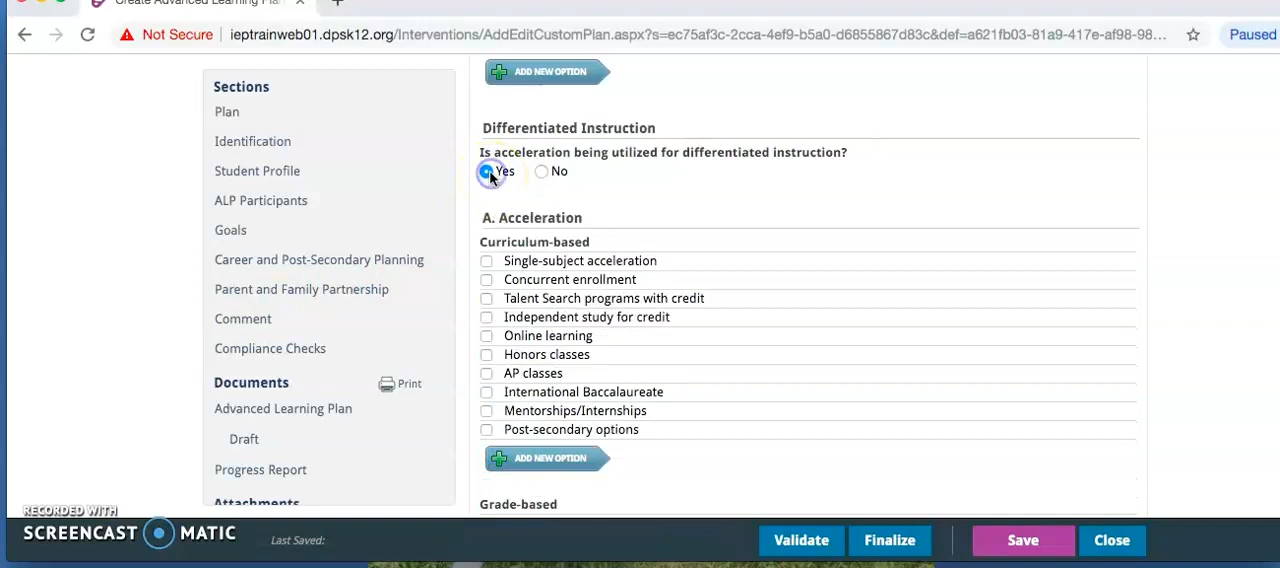 Create Advanced Learning Plan
Not Secure ieptrainweb01.dpsk12.org/Interventions/AddEditCustomPlan.aspx?s=ec75af3c-2cca-4ef9-b5a0-d6855867d83c&def=a621fb03-81a9-417e-af98-98... Paused
Sections
Plan
Identification
Student Profile
ALP Participants
Goals
Career and Post-Secondary Planning
Parent and Family Partnership
Comment
Compliance Checks
Documents Print
Advanced Learning Plan
Draft
Progress Report
Attachments
ADD NEW OPTION
Differentiated Instruction
Is acceleration being utilized for differentiated instruction?
Yes No
A. Acceleration
Curriculum-based
Single-subject acceleration
Concurrent enrollment
Talent Search programs with credit
Independent study for credit
Online learning
Honors classes
AP classes
International Baccalaureate
Mentorships/Internships
Post-secondary options
ADD NEW OPTION
Grade-based
RECORDED WITH
SCREENCAST MATIC
Last Saved:
Validate Finalize Save Close